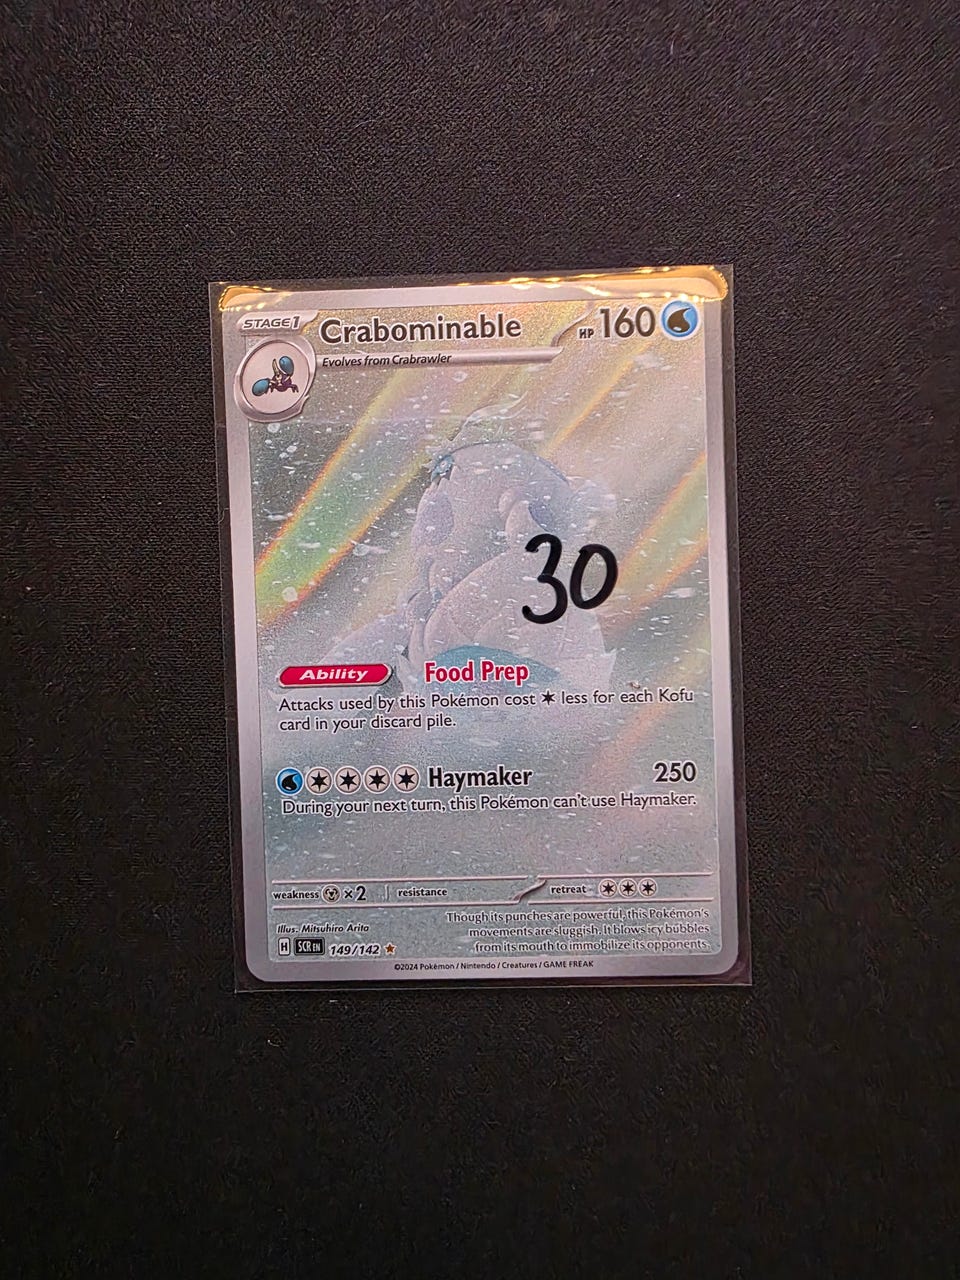 STAGE1 Crabominable HP 160
Evolves from Crabrawler
30
Ability Food Prep
Attacks used by this Pokémon cost less for each Kofu
card in your discard pile.
Haymaker 250
During your next turn, this Pokémon can't use Haymaker.
weakness ×2 resistance retreat
Though its punches are powerful, this Pokémon's
movements are sluggish. It blows icy bubbles
from its mouth to immobilize its opponents.
Illus. Mitsuhiro Arita
H SCR EN 149/142
©2024 Pokémon / Nintendo / Creatures / GAME FREAK